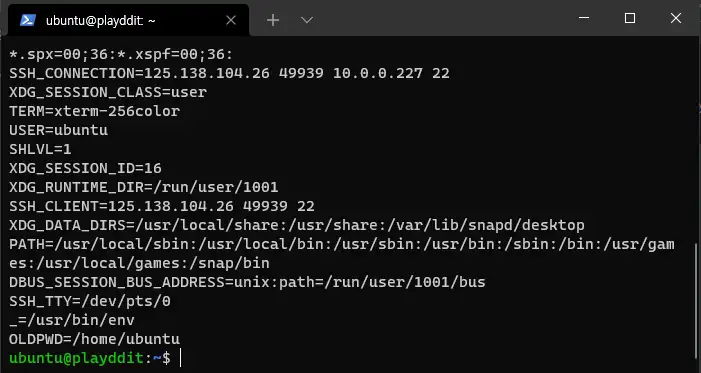 ubuntu@playddit: ~
*.spx=00;36:*.xspf=00;36:
SSH_CONNECTION=125.138.104.26 49939 10.0.0.227 22
XDG_SESSION_CLASS=user
TERM=xterm-256color
USER=ubuntu
SHLVL=1
XDG_SESSION_ID=16
XDG_RUNTIME_DIR=/run/user/1001
SSH_CLIENT=125.138.104.26 49939 22
XDG_DATA_DIRS=/usr/local/share:/usr/share:/var/lib/snapd/desktop
PATH=/usr/local/sbin:/usr/local/bin:/usr/sbin:/usr/bin:/sbin:/bin:/usr/gam
es:/usr/local/games:/snap/bin
DBUS_SESSION_BUS_ADDRESS=unix:path=/run/user/1001/bus
SSH_TTY=/dev/pts/0
_=/usr/bin/env
OLDPWD=/home/ubuntu
ubuntu@playddit:~$